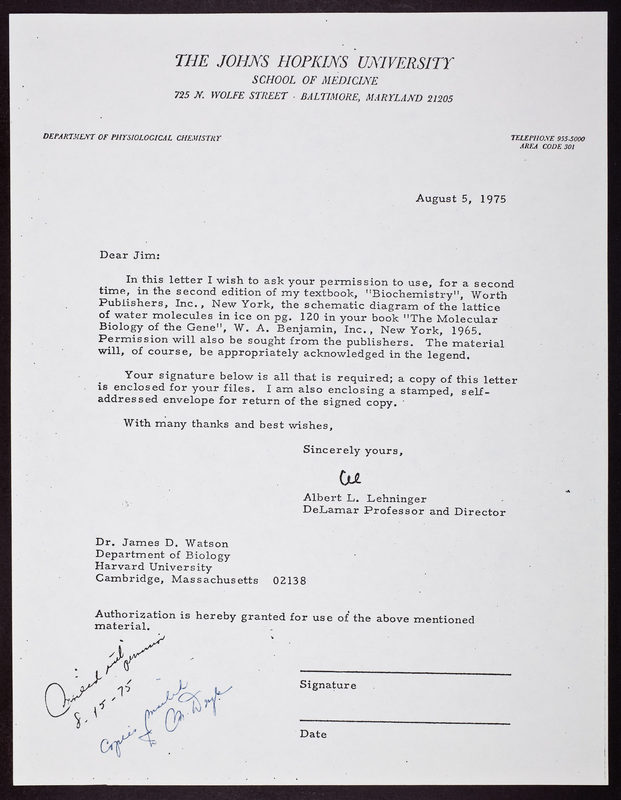 THE JOHNS HOPKINS UNIVERSITY
SCHOOL OF MEDICINE
725 N. WOLFE STREET · BALTIMORE, MARYLAND 21205
DEPARTMENT OF PHYSIOLOGICAL CHEMISTRY
TELEPHONE 955-5000
AREA CODE 301
August 5, 1975
Dear Jim:
In this letter I wish to ask your permission to use, for a second
time, in the second edition of my textbook, "Biochemistry", Worth
Publishers, Inc., New York, the schematic diagram of the lattice
of water molecules in ice on pg. 120 in your book "The Molecular
Biology of the Gene", W. A. Benjamin, Inc., New York, 1965.
Permission will also be sought from the publishers. The material
will, of course, be appropriately acknowledged in the legend.
Your signature below is all that is required; a copy of this letter
is enclosed for your files. I am also enclosing a stamped, self-
addressed envelope for return of the signed copy.
With many thanks and best wishes,
Sincerely yours,
Al
Albert L. Lehninger
DeLamar Professor and Director
Dr. James D. Watson
Department of Biology
Harvard University
Cambridge, Massachusetts 02138
Authorization is hereby granted for use of the above mentioned
material.
8-15-75
Copies mailed
to
Signature
Date